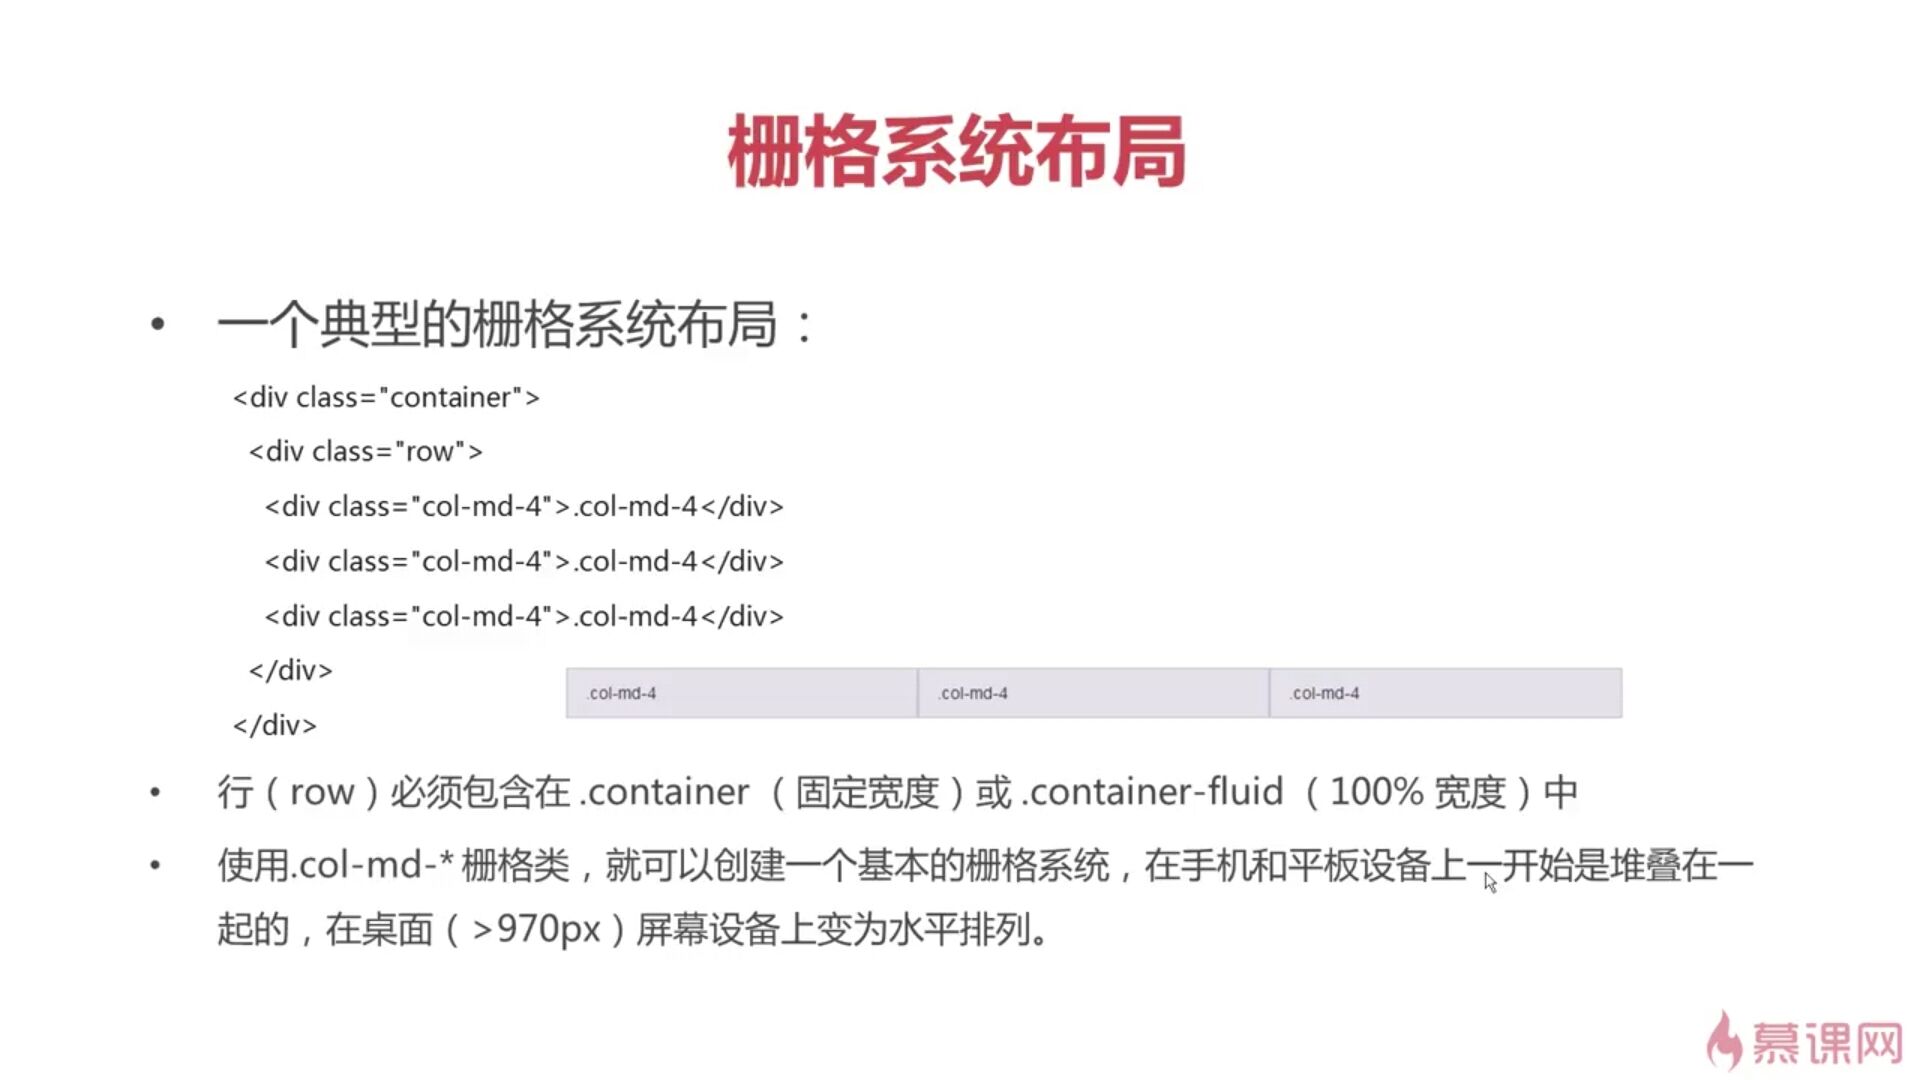 栅格系统布局
• 一个典型的栅格系统布局：
<div class="container">
<div class="row">
<div class="col-md-4">.col-md-4</div>
<div class="col-md-4">.col-md-4</div>
<div class="col-md-4">.col-md-4</div>
</div>
.col-md-4 .col-md-4 .col-md-4
</div>
• 行（row）必须包含在 .container （固定宽度）或 .container-fluid （100% 宽度）中
• 使用.col-md-* 栅格类，就可以创建一个基本的栅格系统，在手机和平板设备上一开始是堆叠在一
起的，在桌面（>970px）屏幕设备上变为水平排列。
慕课网